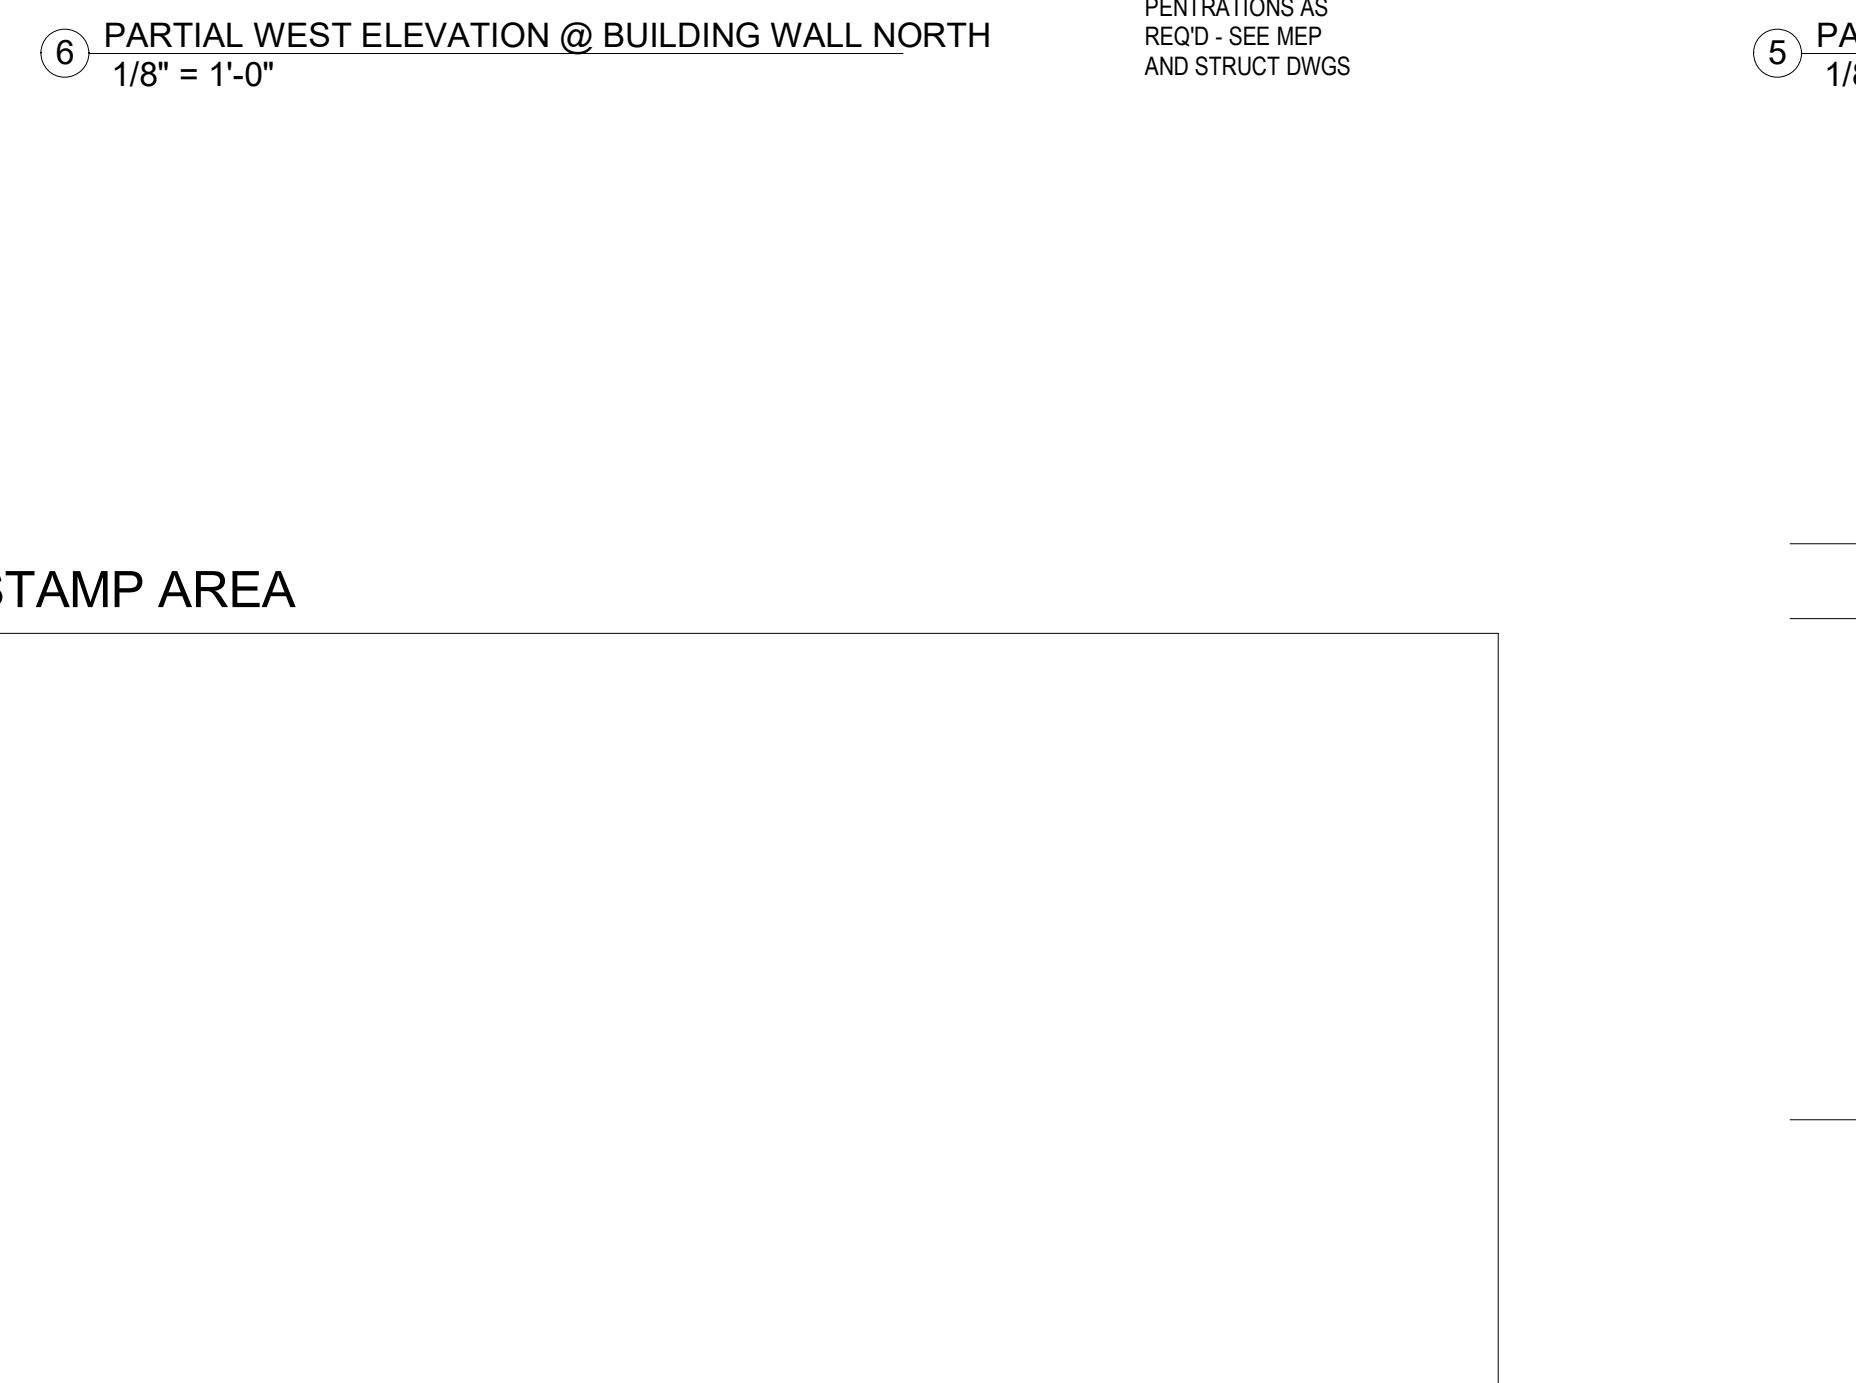 6 PARTIAL WEST ELEVATION @ BUILDING WALL NORTH
1/8" = 1'-0"
PENTRATIONS AS
REQ'D - SEE MEP
AND STRUCT DWGS
5
AREA